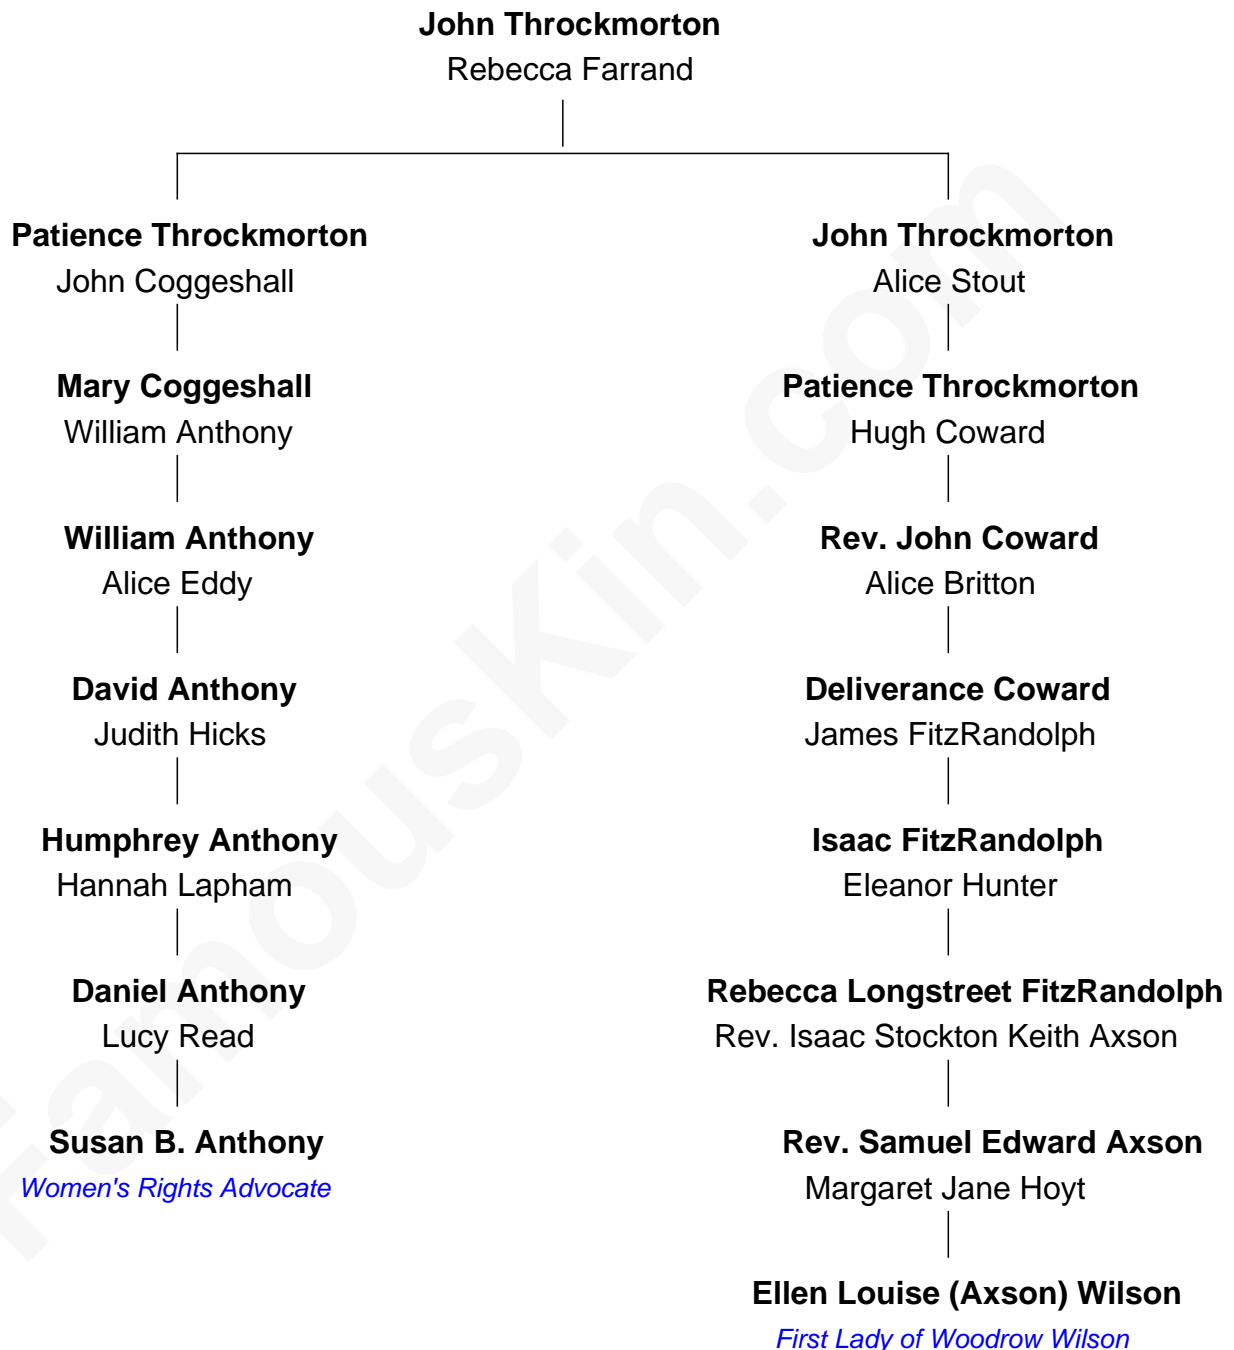 John Throckmorton
Rebecca Farrand
Patience Throckmorton
John Coggeshall
John Throckmorton
Alice Stout
Mary Coggeshall
William Anthony
Patience Throckmorton
Hugh Coward
William Anthony
Alice Eddy
Rev. John Coward
Alice Britton
David Anthony
Judith Hicks
Deliverance Coward
James FitzRandolph
Humphrey Anthony
Hannah Lapham
Isaac FitzRandolph
Eleanor Hunter
Daniel Anthony
Lucy Read
Rebecca Longstreet FitzRandolph
Rev. Isaac Stockton Keith Axson
Susan B. Anthony
Women's Rights Advocate
Rev. Samuel Edward Axson
Margaret Jane Hoyt
Ellen Louise (Axson) Wilson
First Lady of Woodrow Wilson
FamousKin.com